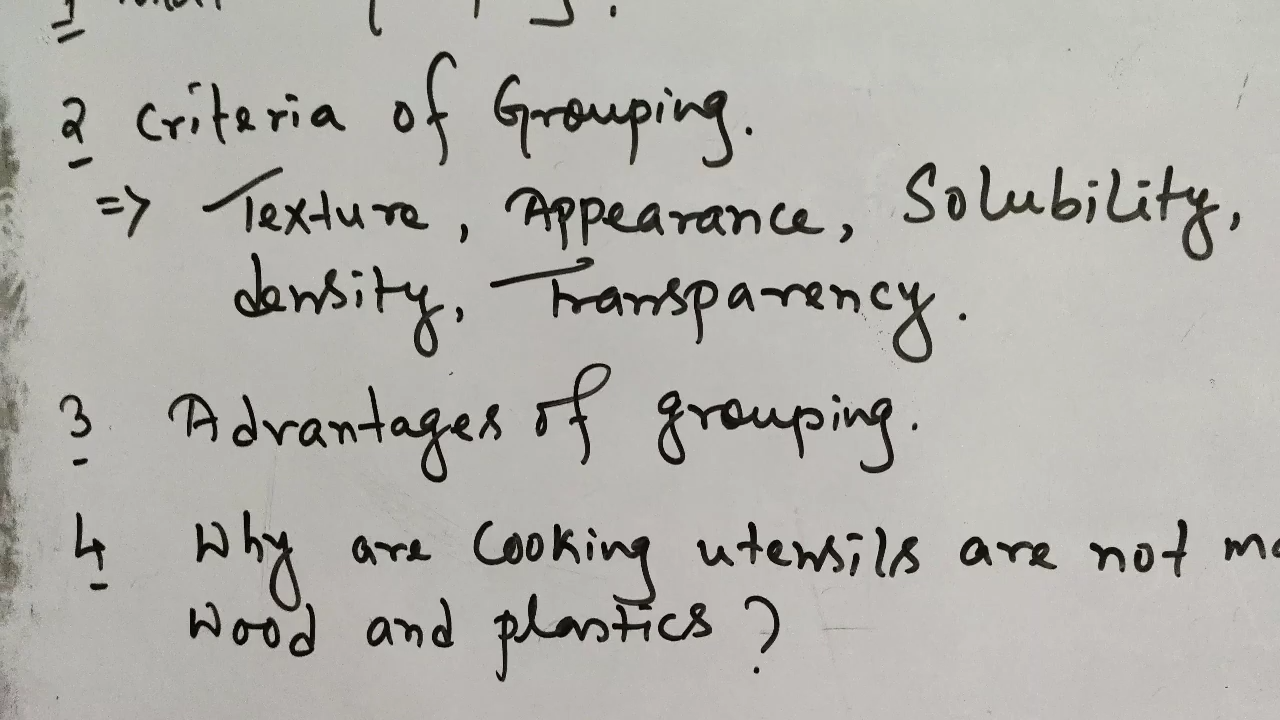 2 Criteria of Grouping.
=> Texture, Appearance, Solubility,
density, Transparency.
3 Advantages of grouping.
4 Why are Cooking utensils are not
wood and plastics?